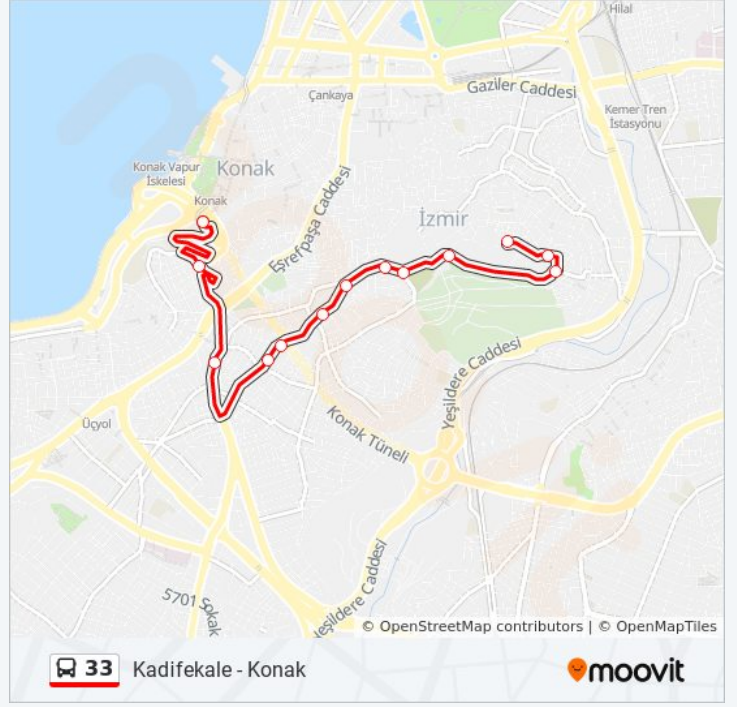 Hilal
Gaziler Caddesi
Çankaya
Kemer Tren
İstasyonu
Konak Vapur
İskelesi
Konak
Konak
Eşrefpaşa Caddesi
İzmir
Yeşildere Caddesi
Üçyol
Konak Tüneli
5701 Sokak
Yeşildere Caddesi
© OpenStreetMap contributors | © OpenMapTiles
33 Kadifekale - Konak
moovit